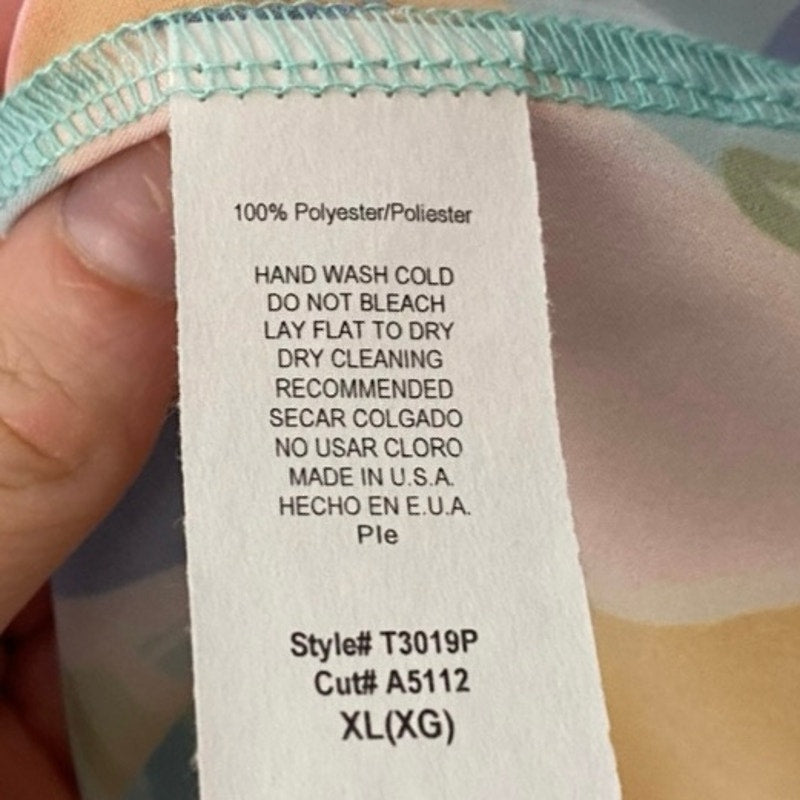 100% Polyester/Poliester
HAND WASH COLD
DO NOT BLEACH
LAY FLAT TO DRY
DRY CLEANING
RECOMMENDED
SECAR COLGADO
NO USAR CLORO
MADE IN U.S.A.
HECHO EN E.U.A.
Ple
Style# T3019P
Cut# A5112
XL(XG)